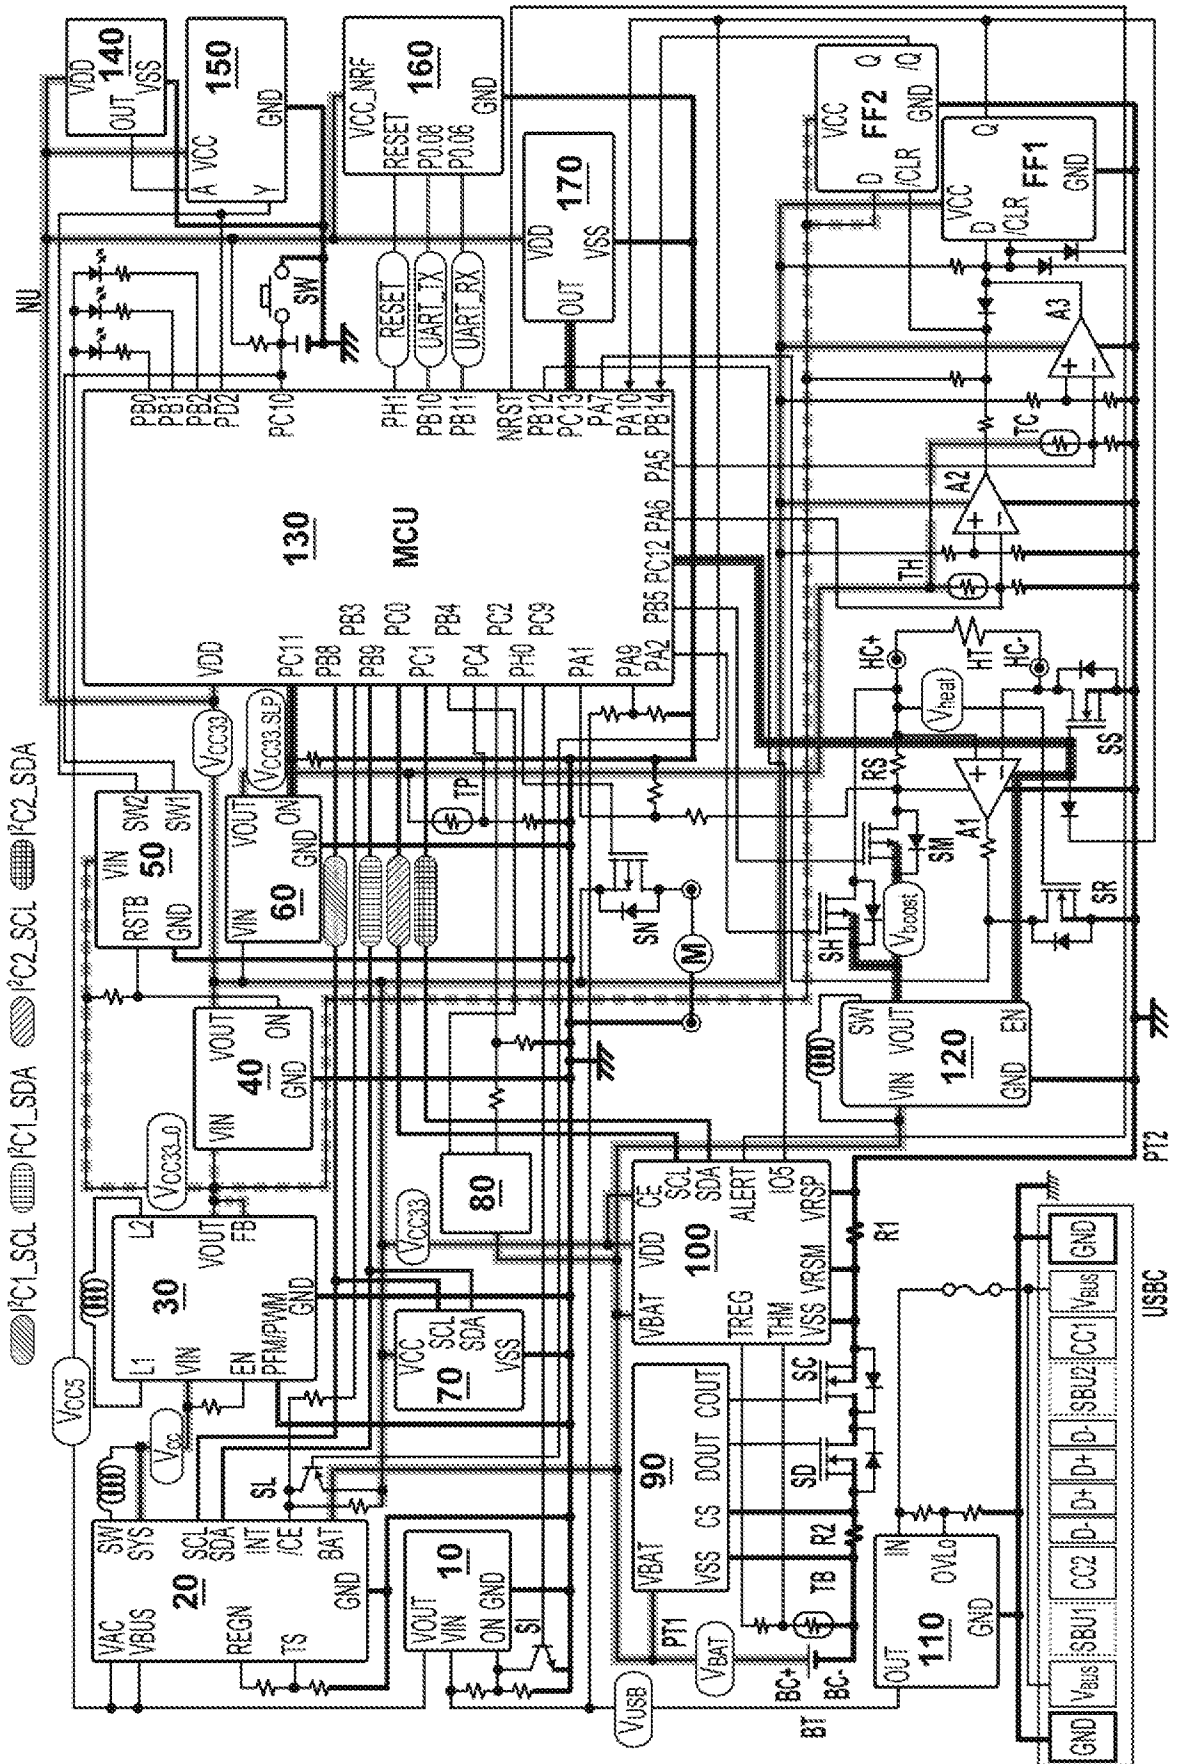 I²C1_SCL
I²C1_SDA
I²C2_SCL
I²C2_SDA
NU
140
VDD
OUT
VSS
150
VCC
A
Y
GND
160
VCC_NRF
RESET
P0.08
P0.06
GND
170
VDD
VSS
OUT
SW
RESET
UART_TX
UART_RX
130
MCU
PB0
PB1
PB2
PD2
PC10
PH1
PB10
PB11
NRST
PB12
PC13
PA7
PA10
PB14
PA5
PA6
PC12
PB5
PA2
VDD
PC11
PB8
PB3
PB9
PC0
PC1
PB4
PC4
PC2
PH0
PC9
PA1
PA9
FF2
VCC
D
/CLR
Q
/Q
GND
FF1
VCC
D
/CLR
Q
GND
A3
TC
A2
TH
HC+
HT
HC-
Vheat
RS
SS
A1
SM
SH
Vboost
SR
50
VIN
SW2
SW1
RSTB
GND
VCC33
VCC33_SLP
60
VOUT
ON
VIN
GND
TP
SN
M
40
VOUT
ON
VIN
GND
VCC33_0
30
L2
VOUT
FB
L1
VIN
EN
PFM/PWM
GND
VCC5
VCC
20
SW
SYS
SCL
SDA
INT
/CE
BAT
GND
VAC
VBUS
REGN
TS
SL
10
VOUT
VIN
ON
GND
SI
70
VCC
SCL
SDA
VSS
VCC33
80
100
CE
SCL
SDA
ALERT
IO5
VRSP
VDD
VRSM
VBAT
TREG
THM
VSS
R1
PT2
90
VBAT
VSS
CS
DOUT
COUT
SC
SD
R2
TB
PT1
VBAT
BC+
BC-
BT
VUSB
120
SW
VOUT
EN
VIN
GND
110
IN
OVLo
OUT
GND
USBC
GND
VBUS
CC1
SBU2
D-
D+
D+
D-
CC2
SBU1
VBUS
GND